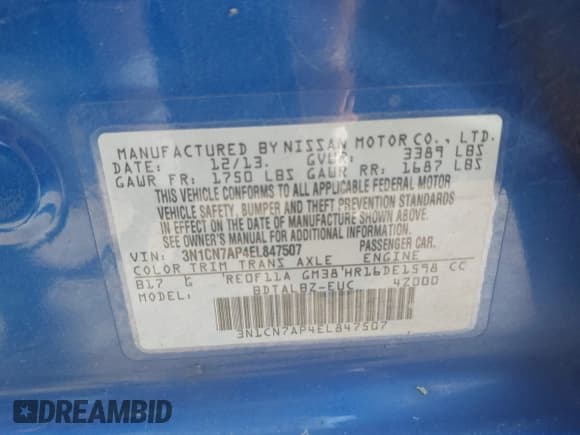 MANUFACTURED BY NISSAN MOTOR CO., LTD.
DATE: 12/13. GVWR: 3389 LBS
GAWR FR: 1750 LBS GAWR RR: 1687 LBS
THIS VEHICLE CONFORMS TO ALL APPLICABLE FEDERAL MOTOR
VEHICLE SAFETY, BUMPER AND THEFT PREVENTION STANDARDS
IN EFFECT ON THE DATE OF MANUFACTURE SHOWN ABOVE.
SEE OWNER'S MANUAL FOR ADDITIONAL INFORMATION.
VIN: 3N1CN7AP4EL847507 PASSENGER CAR.
COLOR TRIM TRANS AXLE ENGINE
B17 G RE0F11A GM38 HR16DE1598 CC
MODEL: BDTALBZ-EUC 4Z000
3N1CN7AP4EL847507
DREAMBID